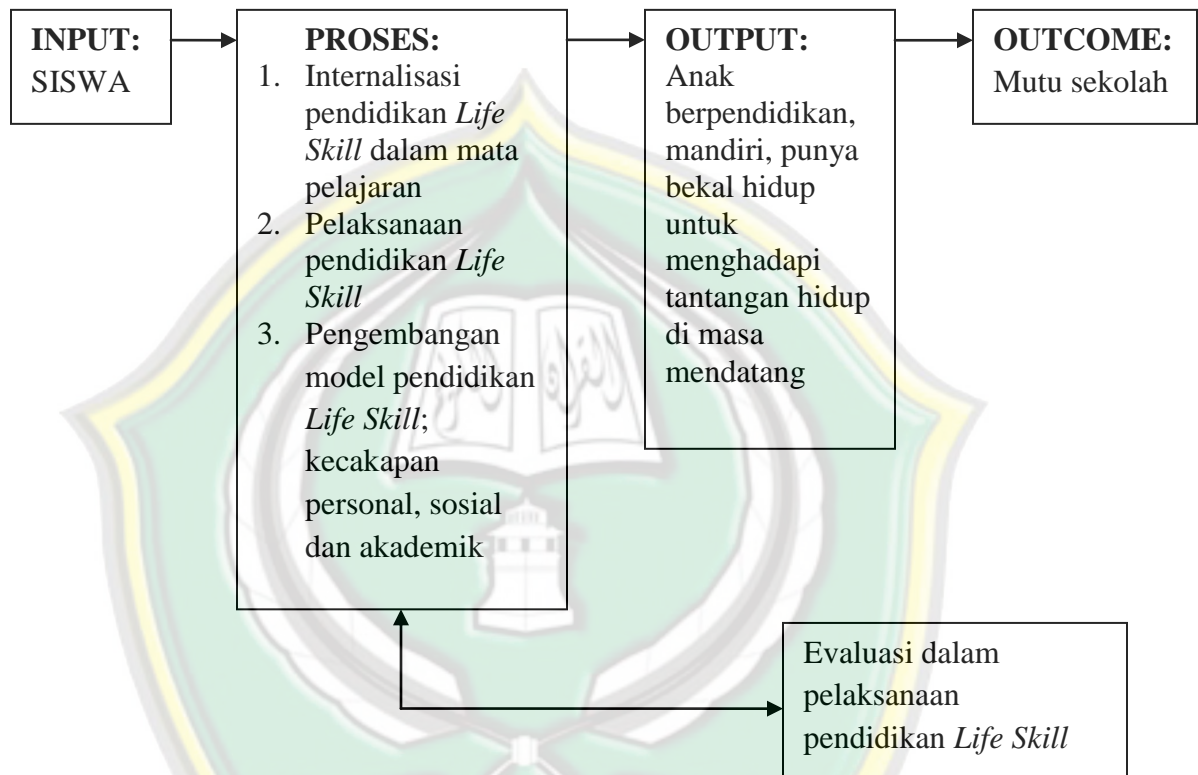 INPUT:
SISWA
PROSES:
1. Internalisasi
pendidikan Life
Skill dalam mata
pelajaran
2. Pelaksanaan
pendidikan Life
Skill
3. Pengembangan
model pendidikan
Life Skill;
kecakapan
personal, sosial
dan akademik
OUTPUT:
Anak
berpendidikan,
mandiri, punya
bekal hidup
untuk
menghadapi
tantangan hidup
di masa
mendatang
OUTCOME:
Mutu sekolah
Evaluasi dalam
pelaksanaan
pendidikan Life Skill